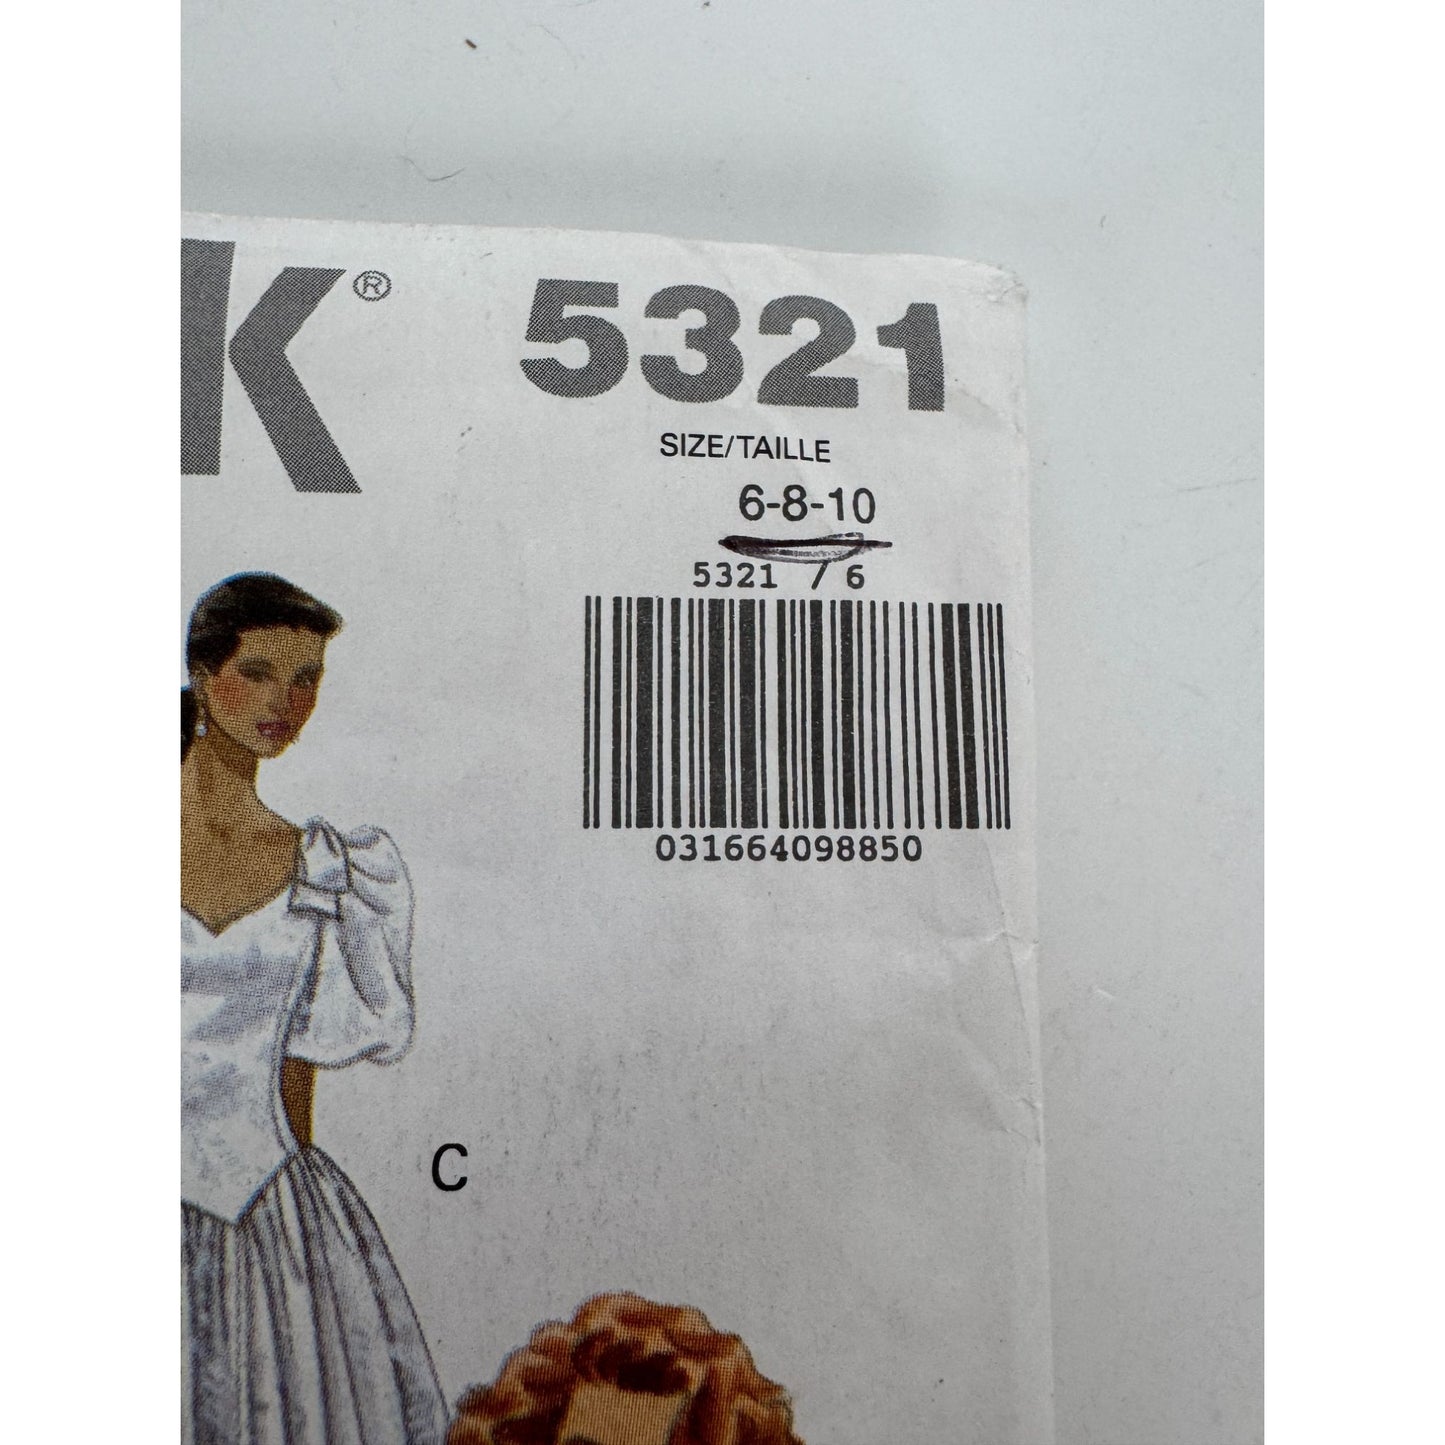 K® 5321
SIZE/TAILLE
6-8-10
5321 / 6
031664098850
C